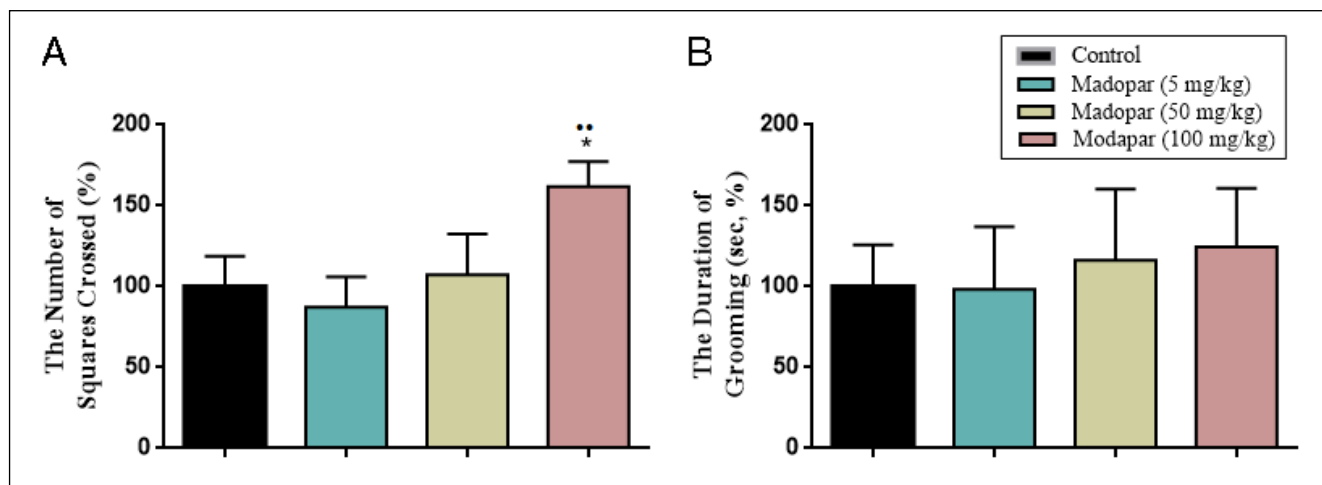 A
The Number of
Squares Crossed (%)
200
150
100
50
0
••
*
B
Control
Madopar (5 mg/kg)
Madopar (50 mg/kg)
Modapar (100 mg/kg)
The Duration of
Grooming (sec, %)
200
150
100
50
0